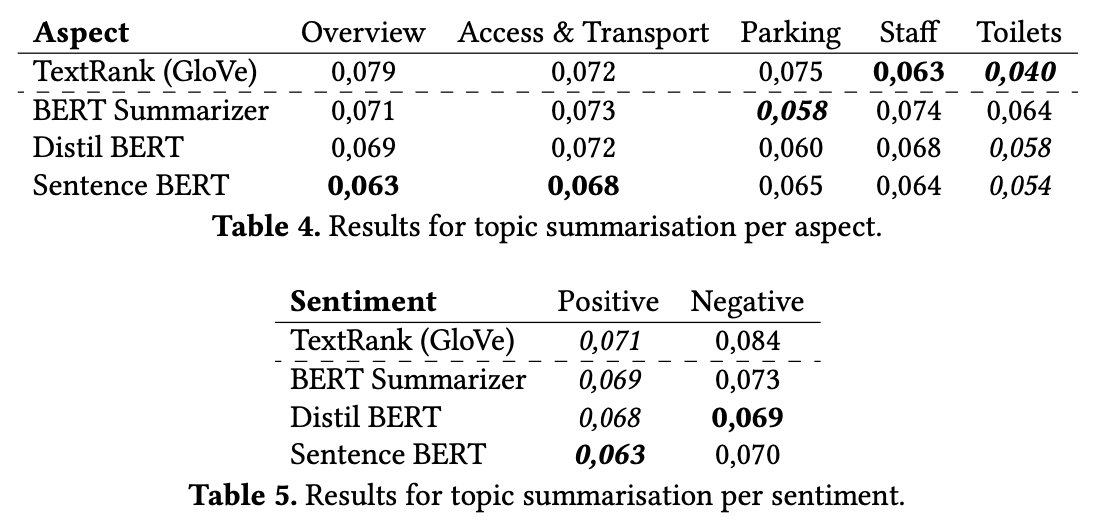 Aspect Overview Access & Transport Parking Staff Toilets
TextRank (GloVe) 0,079 0,072 0,075 0,063 0,040
BERT Summarizer 0,071 0,073 0,058 0,074 0,064
Distil BERT 0,069 0,072 0,060 0,068 0,058
Sentence BERT 0,063 0,068 0,065 0,064 0,054
Table 4. Results for topic summarisation per aspect.
Sentiment Positive Negative
TextRank (GloVe) 0,071 0,084
BERT Summarizer 0,069 0,073
Distil BERT 0,068 0,069
Sentence BERT 0,063 0,070
Table 5. Results for topic summarisation per sentiment.